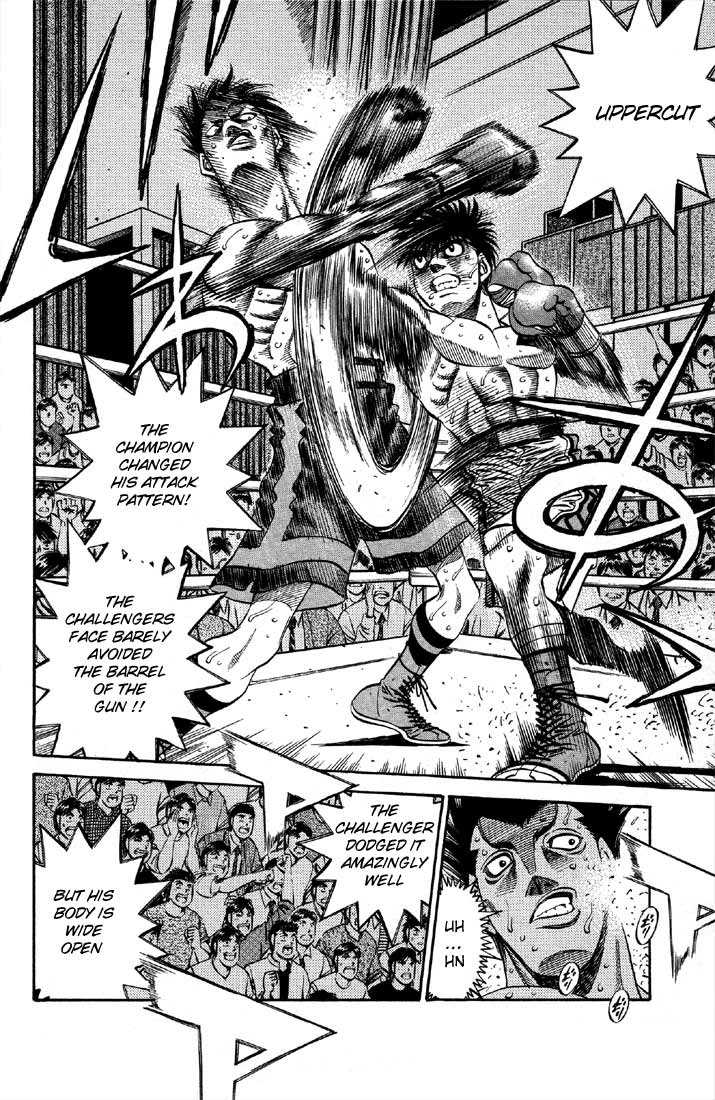 UPPERCUT
THE
CHAMPION
CHANGED
HIS ATTACK
PATTERN!
....
THE
CHALLENGERS
FACE BARELY
AVOIDED
THE BARREL
OF THE
GUN !!
THE
CHALLENGER
DODGED IT
AMAZINGLY
WELL
UH
...
HN
BUT HIS
BODY IS
WIDE
OPEN